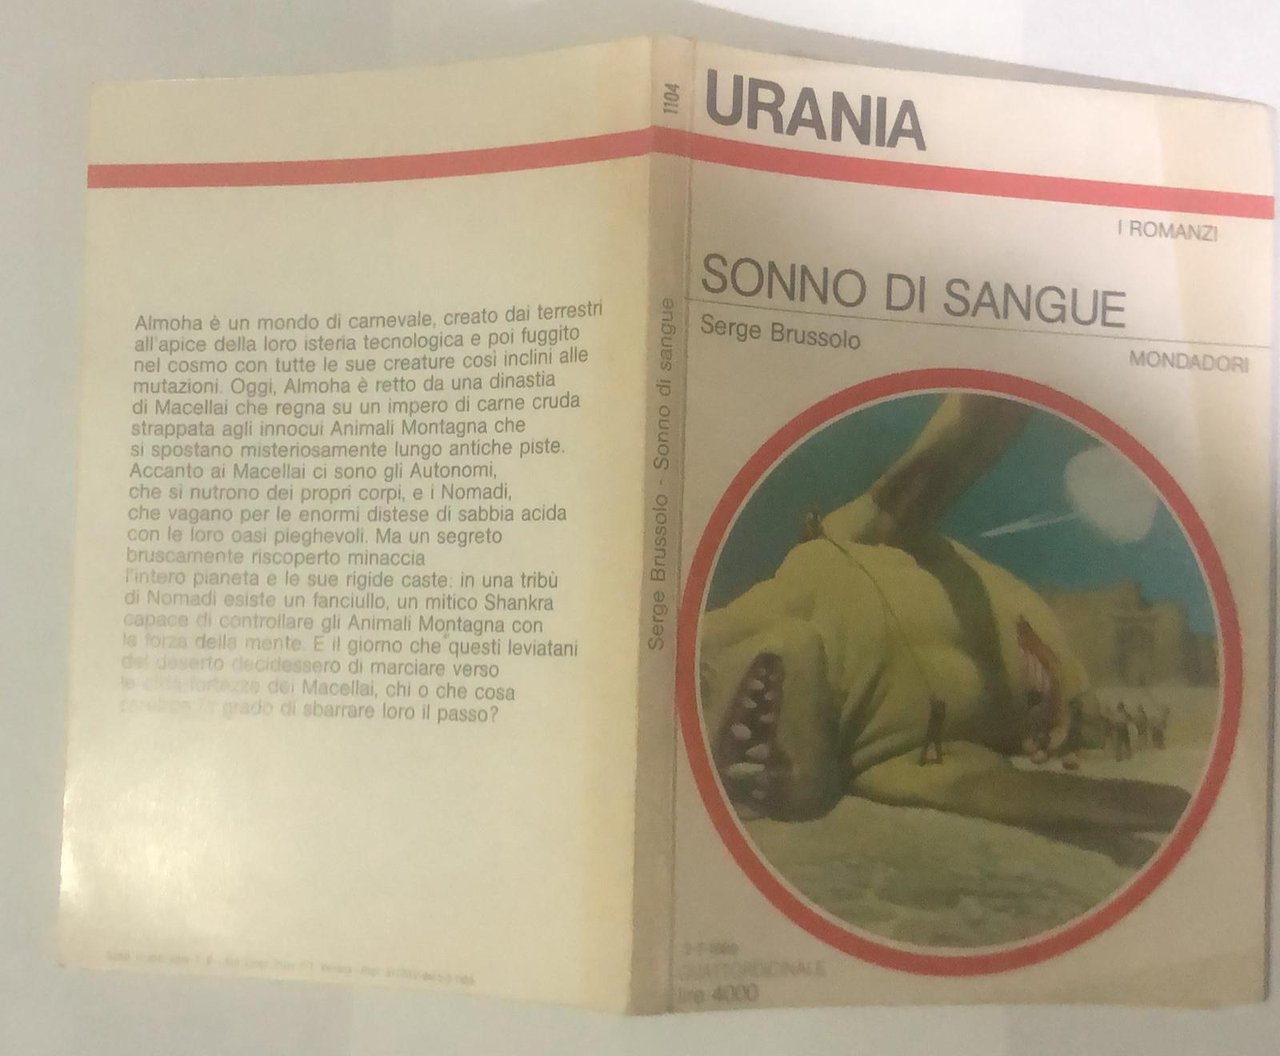 Almoha è un mondo di carnevale, creato dai terrestri
all'apice della loro isteria tecnologica e poi fuggito
nel cosmo con tutte le sue creature così inclini alle
mutazioni. Oggi, Almoha è retto da una dinastia
di Macellai che regna su un impero di carne cruda
strappata agli innocui Animali Montagna che
si spostano misteriosamente lungo antiche piste.
Accanto ai Macellai ci sono gli Autonomi,
che si nutrono dei propri corpi, e i Nomadi,
che vagano per le enormi distese di sabbia acida
con le loro oasi pieghevoli. Ma un segreto
bruscamente riscoperto minaccia
l'intero pianeta e le sue rigide caste: in una tribù
di Nomadi esiste un fanciullo, un mitico Shankra
capace di controllare gli Animali Montagna con
la forza della mente. E il giorno che questi leviatani
del deserto decidessero di marciare verso
le città-fortezze dei Macellai, chi o che cosa
grado di sbarrare loro il passo?
1104
Serge Brussolo - Sonno di sangue
URANIA
I ROMANZI
SONNO DI SANGUE
Serge Brussolo
MONDADORI
QUATTORDICINALE
lire 4000